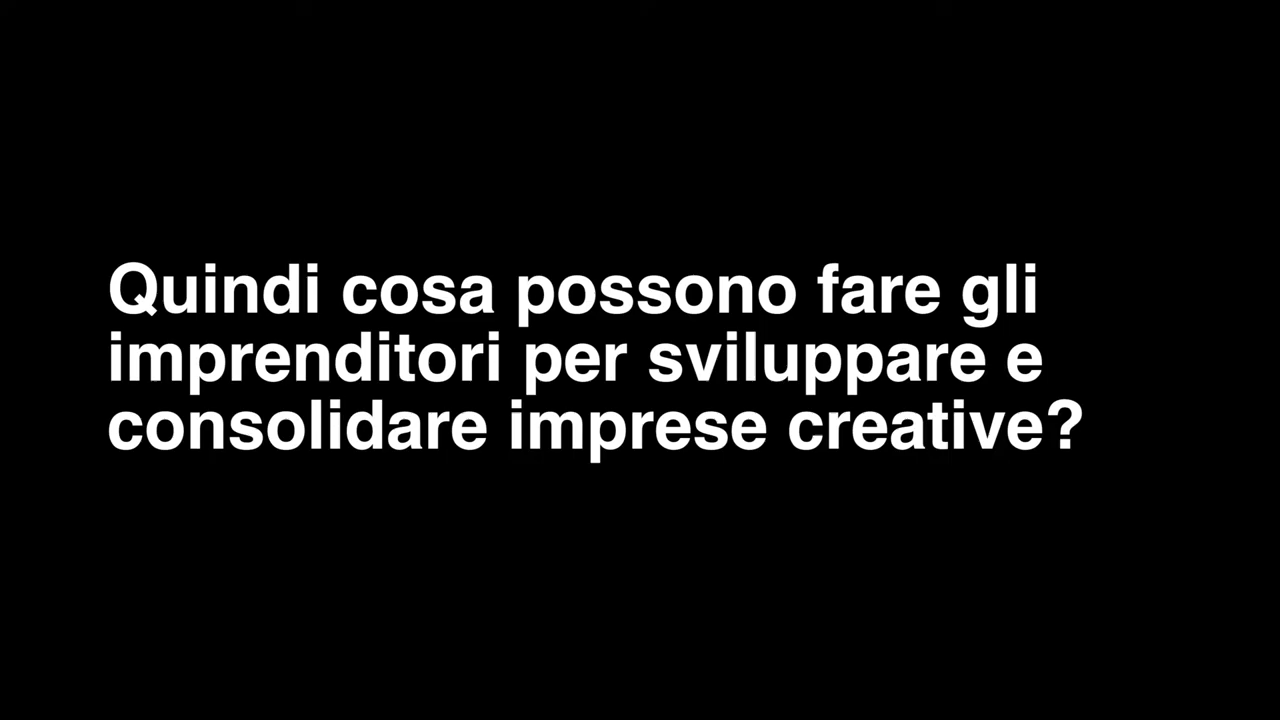 Quindi cosa possono fare gli
imprenditori per sviluppare e
consolidare imprese creative?